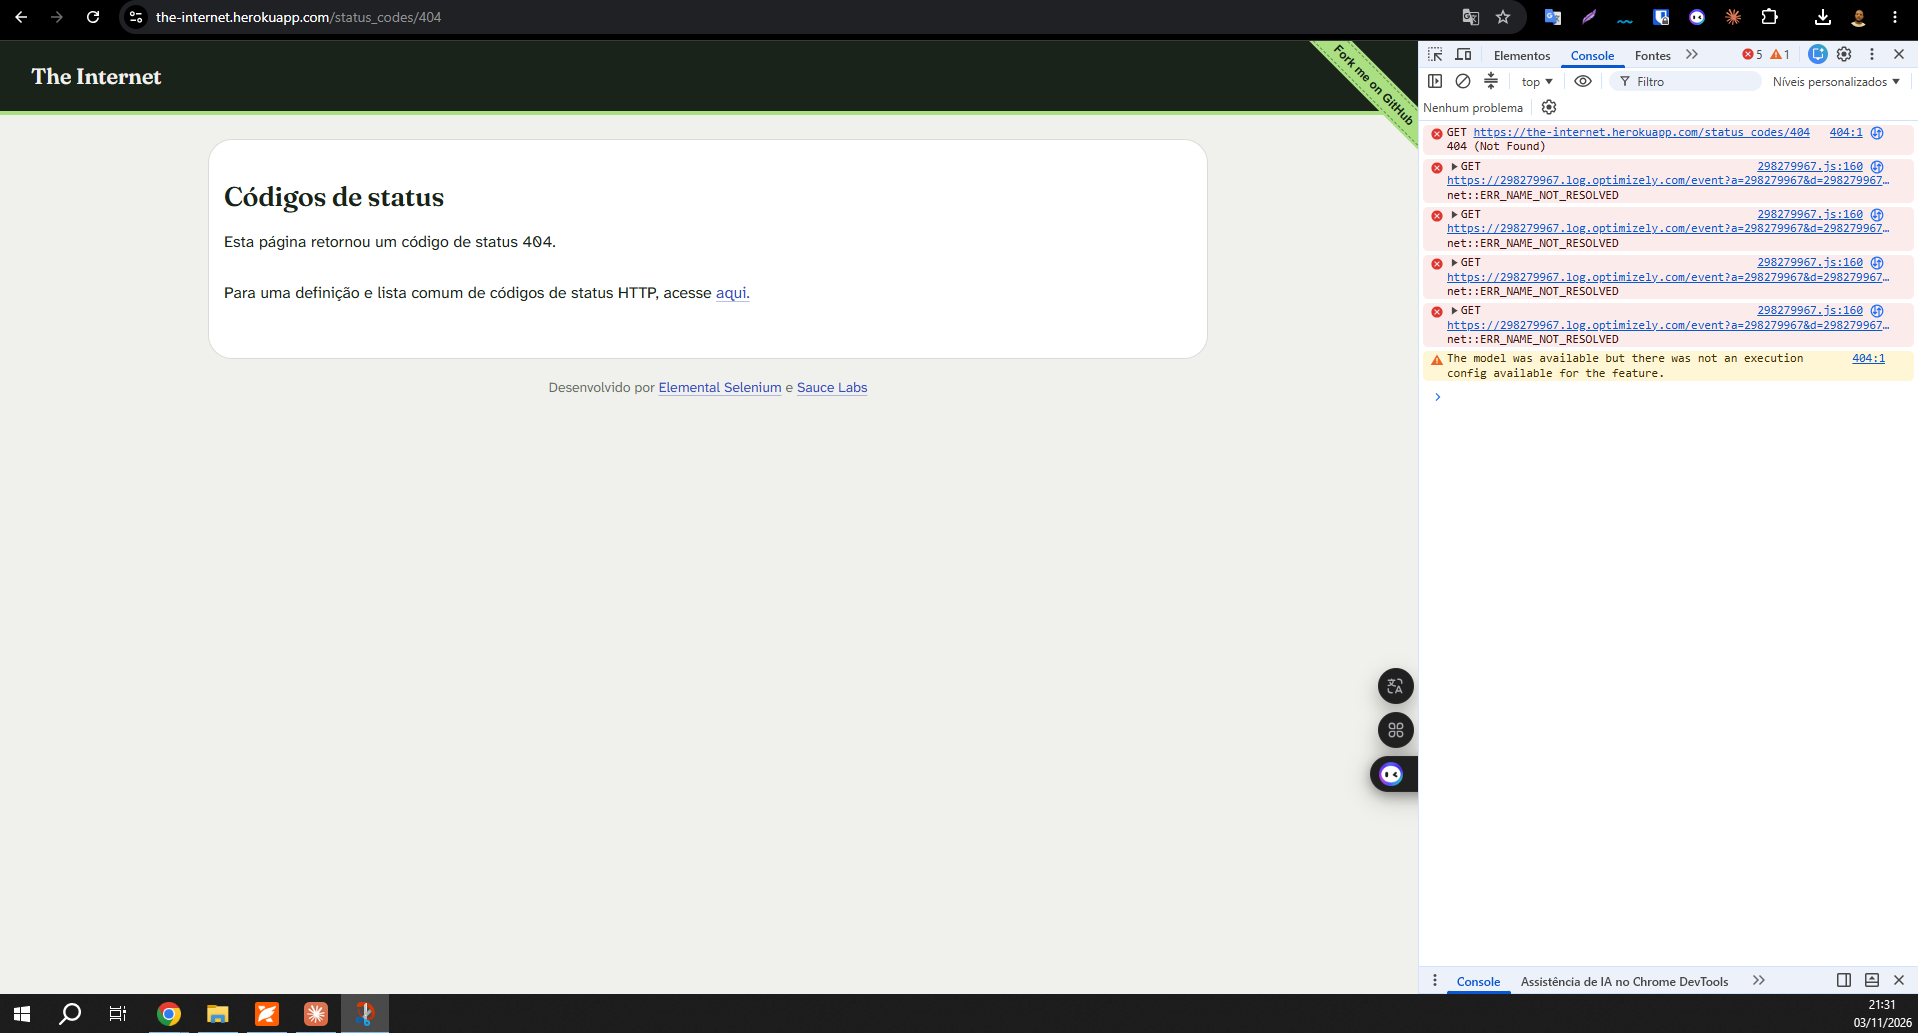 the-internet.herokuapp.com/status_codes/404
The Internet
Fork me on GitHub
Códigos de status
Esta página retornou um código de status 404.
Para uma definição e lista comum de códigos de status HTTP, acesse aqui.
Desenvolvido por Elemental Selenium e Sauce Labs
Elementos Console Fontes 5 1
top Filtro Níveis personalizados
Nenhum problema
GET https://the-internet.herokuapp.com/status_codes/404 404:1
404 (Not Found)
GET 298279967.js:160
https://298279967.log.optimizely.com/event?a=298279967&d=298279967…
net::ERR_NAME_NOT_RESOLVED
GET 298279967.js:160
https://298279967.log.optimizely.com/event?a=298279967&d=298279967…
net::ERR_NAME_NOT_RESOLVED
GET 298279967.js:160
https://298279967.log.optimizely.com/event?a=298279967&d=298279967…
net::ERR_NAME_NOT_RESOLVED
GET 298279967.js:160
https://298279967.log.optimizely.com/event?a=298279967&d=298279967…
net::ERR_NAME_NOT_RESOLVED
The model was available but there was not an execution 404:1
config available for the feature.
Console Assistência de IA no Chrome DevTools
21:31
03/11/2026